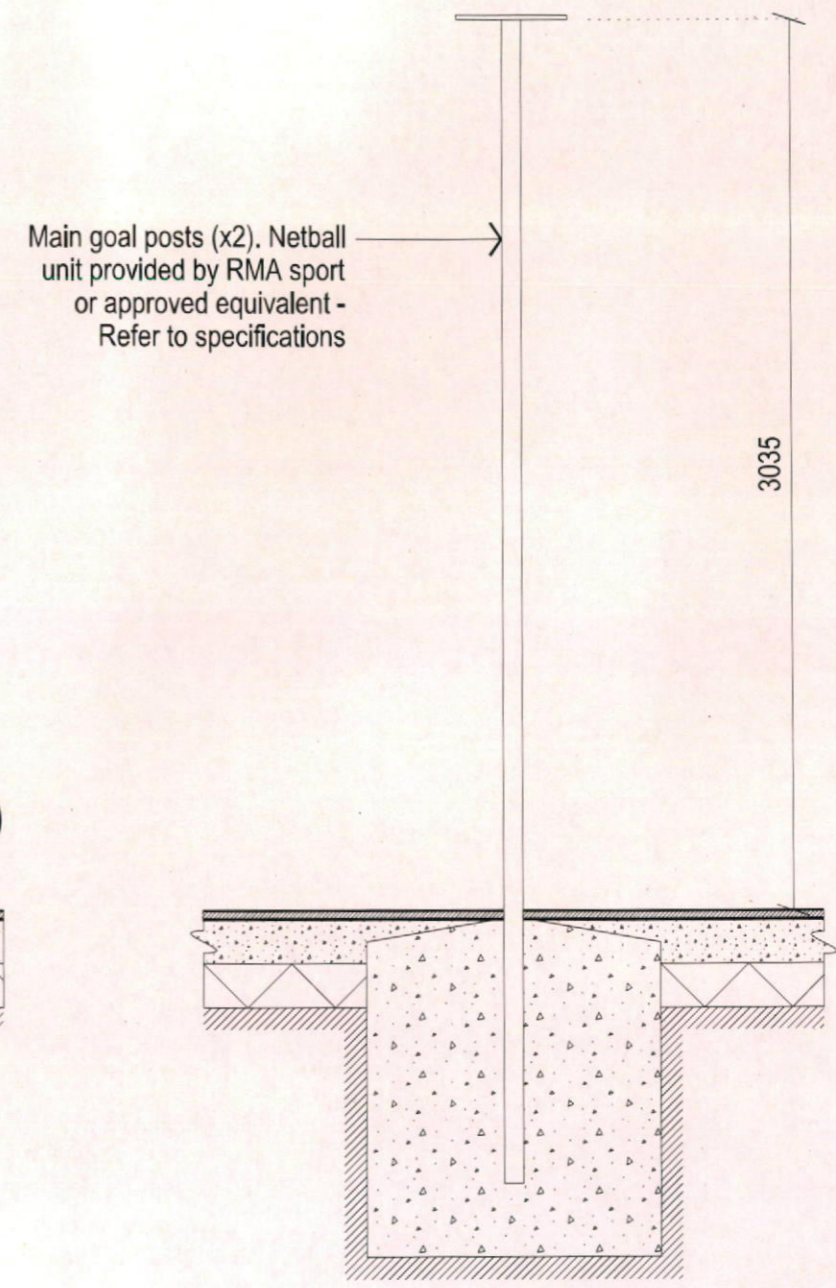 Main goal posts (x2). Netball
unit provided by RMA sport
or approved equivalent -
Refer to specifications
3035